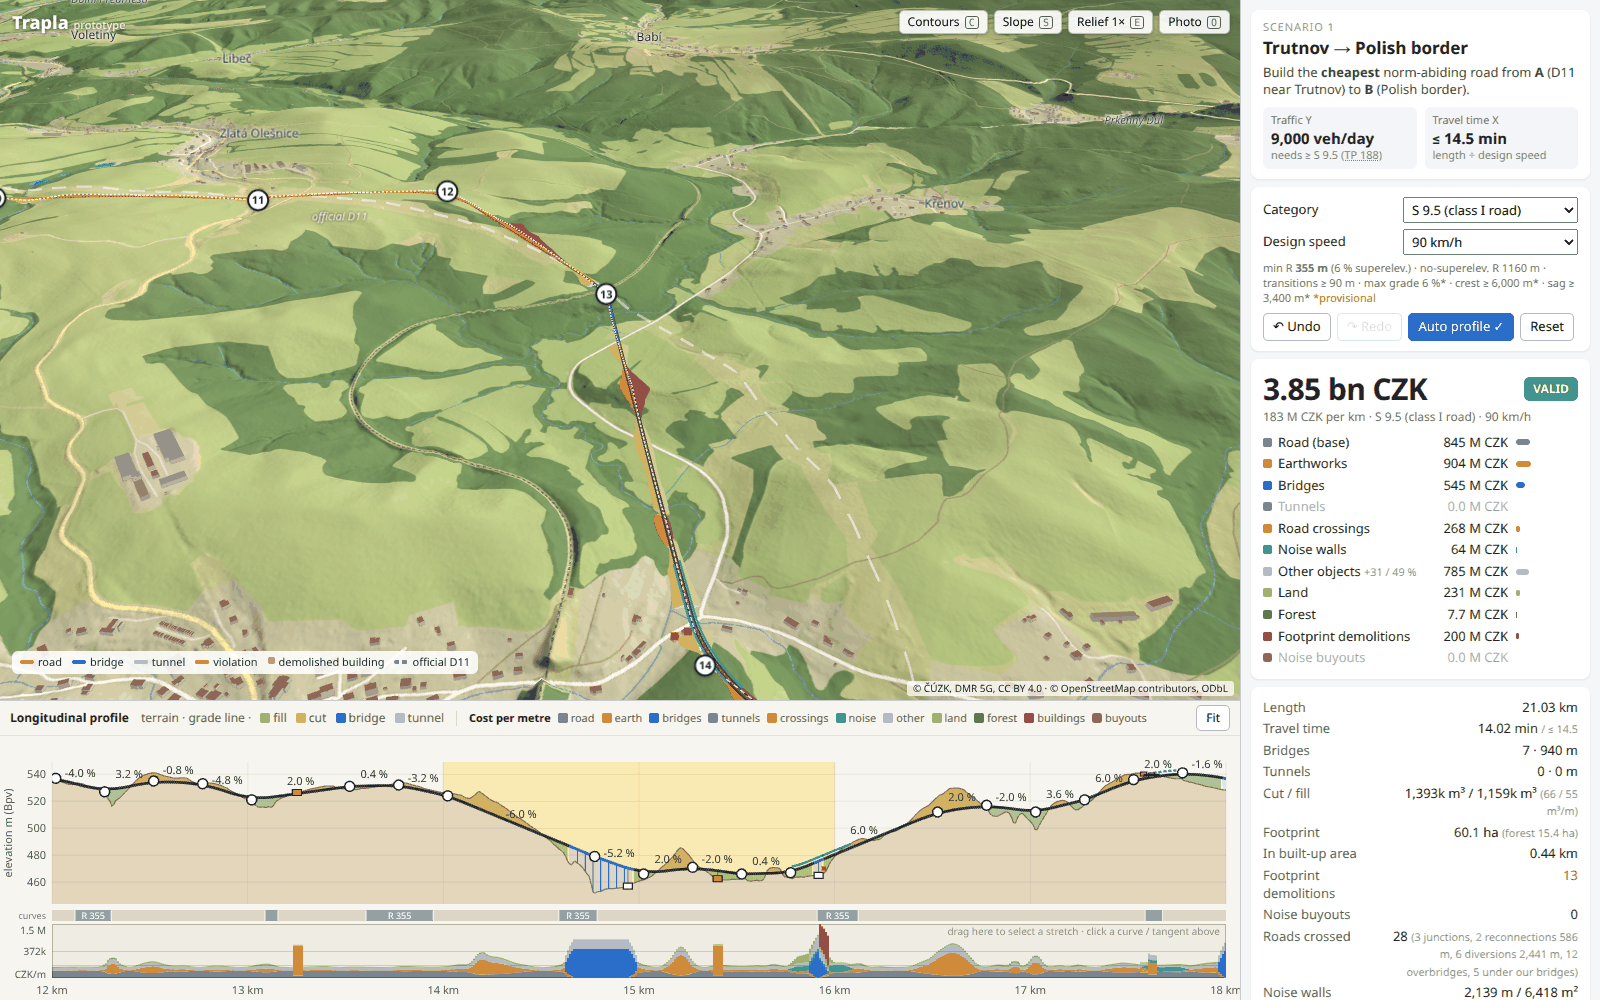 Trapla prototype
Voletiny
Libeč
Babí
Contours C
Slope S
Relief 1× E
Photo O
Zlatá Olešnice
Prkenný Důl
Křenov
official D11
11
12
13
14
road
bridge
tunnel
violation
demolished building
official D11
© ČÚZK, DMR 5G, CC BY 4.0 · © OpenStreetMap contributors, ODbL
SCENARIO 1
Trutnov → Polish border
Build the cheapest norm-abiding road from A (D11
near Trutnov) to B (Polish border).
Traffic Y
9,000 veh/day
needs ≥ S 9.5 (TP 188)
Travel time X
≤ 14.5 min
length ÷ design speed
Category
S 9.5 (class I road)
Design speed
90 km/h
min R 355 m (6 % superelev.) · no-superelev. R 1160 m ·
transitions ≥ 90 m · max grade 6 %* · crest ≥ 6,000 m* · sag ≥
3,400 m* *provisional
↶ Undo
↷ Redo
Auto profile ✓
Reset
3.85 bn CZK
VALID
183 M CZK per km · S 9.5 (class I road) · 90 km/h
Road (base) 845 M CZK
Earthworks 904 M CZK
Bridges 545 M CZK
Tunnels 0.0 M CZK
Road crossings 268 M CZK
Noise walls 64 M CZK
Other objects +31 / 49 % 785 M CZK
Land 231 M CZK
Forest 7.7 M CZK
Footprint demolitions 200 M CZK
Noise buyouts 0.0 M CZK
Length 21.03 km
Travel time 14.02 min / ≤ 14.5
Bridges 7 · 940 m
Tunnels 0 · 0 m
Cut / fill 1,393k m³ / 1,159k m³ (66 / 55
m³/m)
Footprint 60.1 ha (forest 15.4 ha)
In built-up area 0.44 km
Footprint 13
demolitions
Noise buyouts 0
Roads crossed 28 (3 junctions, 2 reconnections 586
m, 6 diversions 2,441 m, 12
overbridges, 5 under our bridges)
Noise walls 2,139 m / 6,418 m²
Longitudinal profile terrain · grade line · fill cut bridge tunnel
Cost per metre road earth bridges tunnels crossings noise other land forest buildings buyouts
Fit
elevation m (Bpv)
540
520
500
480
460
-4.0 %
3.2 %
-0.8 %
-4.8 %
2.0 %
0.4 %
-3.2 %
-6.0 %
-5.2 %
2.0 %
-2.0 %
0.4 %
6.0 %
2.0 %
-2.0 %
3.6 %
6.0 %
2.0 %
-1.6 %
curves
R 355
R 355
R 355
R 355
1.5 M
372k
CZK/m
drag here to select a stretch · click a curve / tangent above
12 km
13 km
14 km
15 km
16 km
17 km
18 km